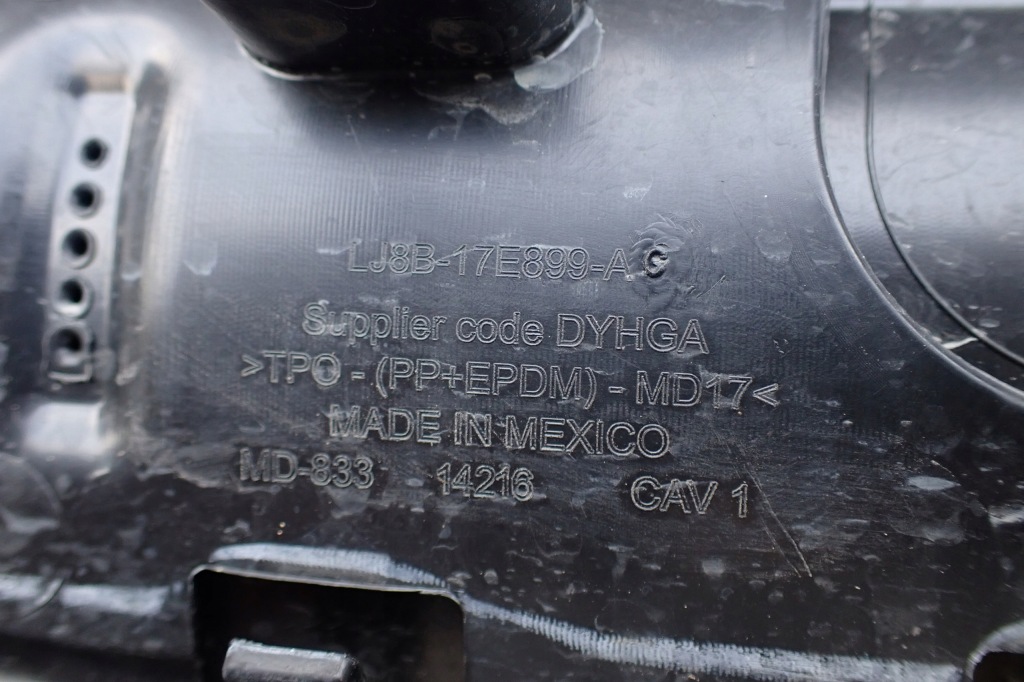 LJ8B-17E899-A G
Supplier code DYHGA
>TPO - (PP+EPDM) - MD17<
MADE IN MEXICO
MD-833 14216 CAV 1